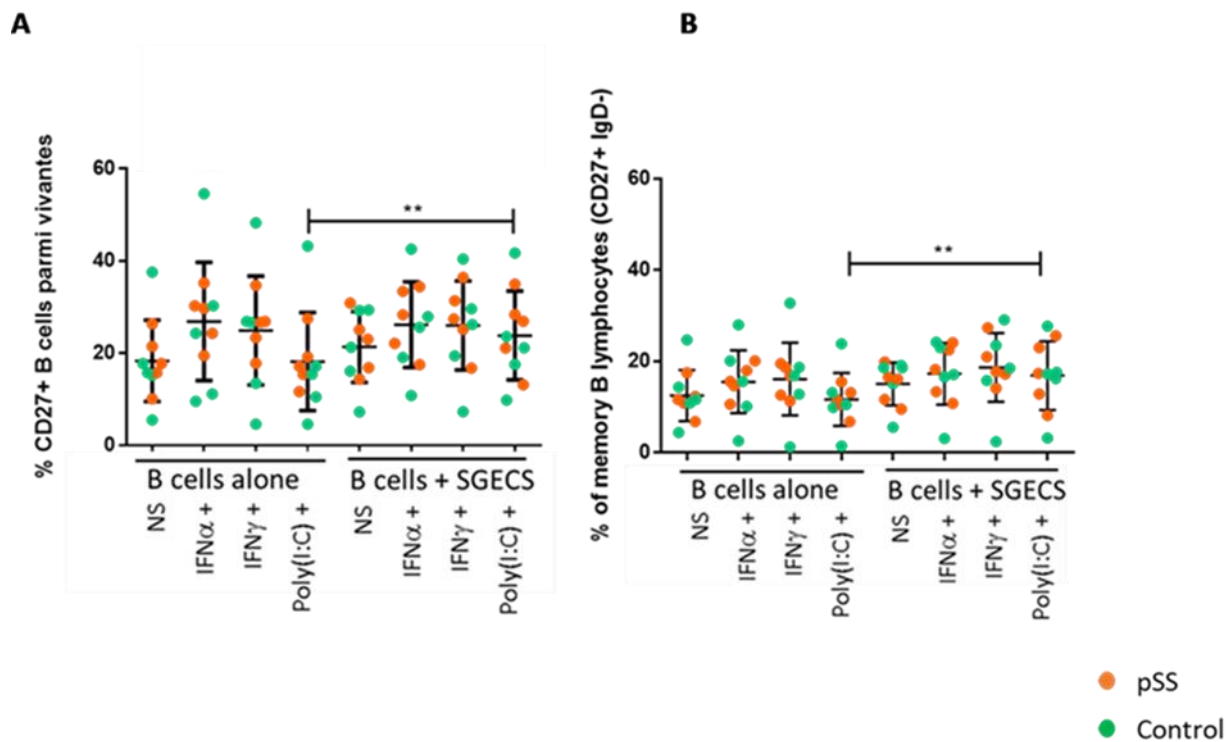 A
B
% CD27+ B cells parmi vivantes
60
40
20
0
**
B cells alone
B cells + SGECS
NS
IFNα +
IFNγ +
Poly(I:C) +
NS
IFNα +
IFNγ +
Poly(I:C) +
% of memory B lymphocytes (CD27+ IgD-)
60
40
20
0
**
B cells alone
B cells + SGECS
NS
IFNα +
IFNγ +
Poly(I:C) +
NS
IFNα +
IFNγ +
Poly(I:C) +
pSS
Control